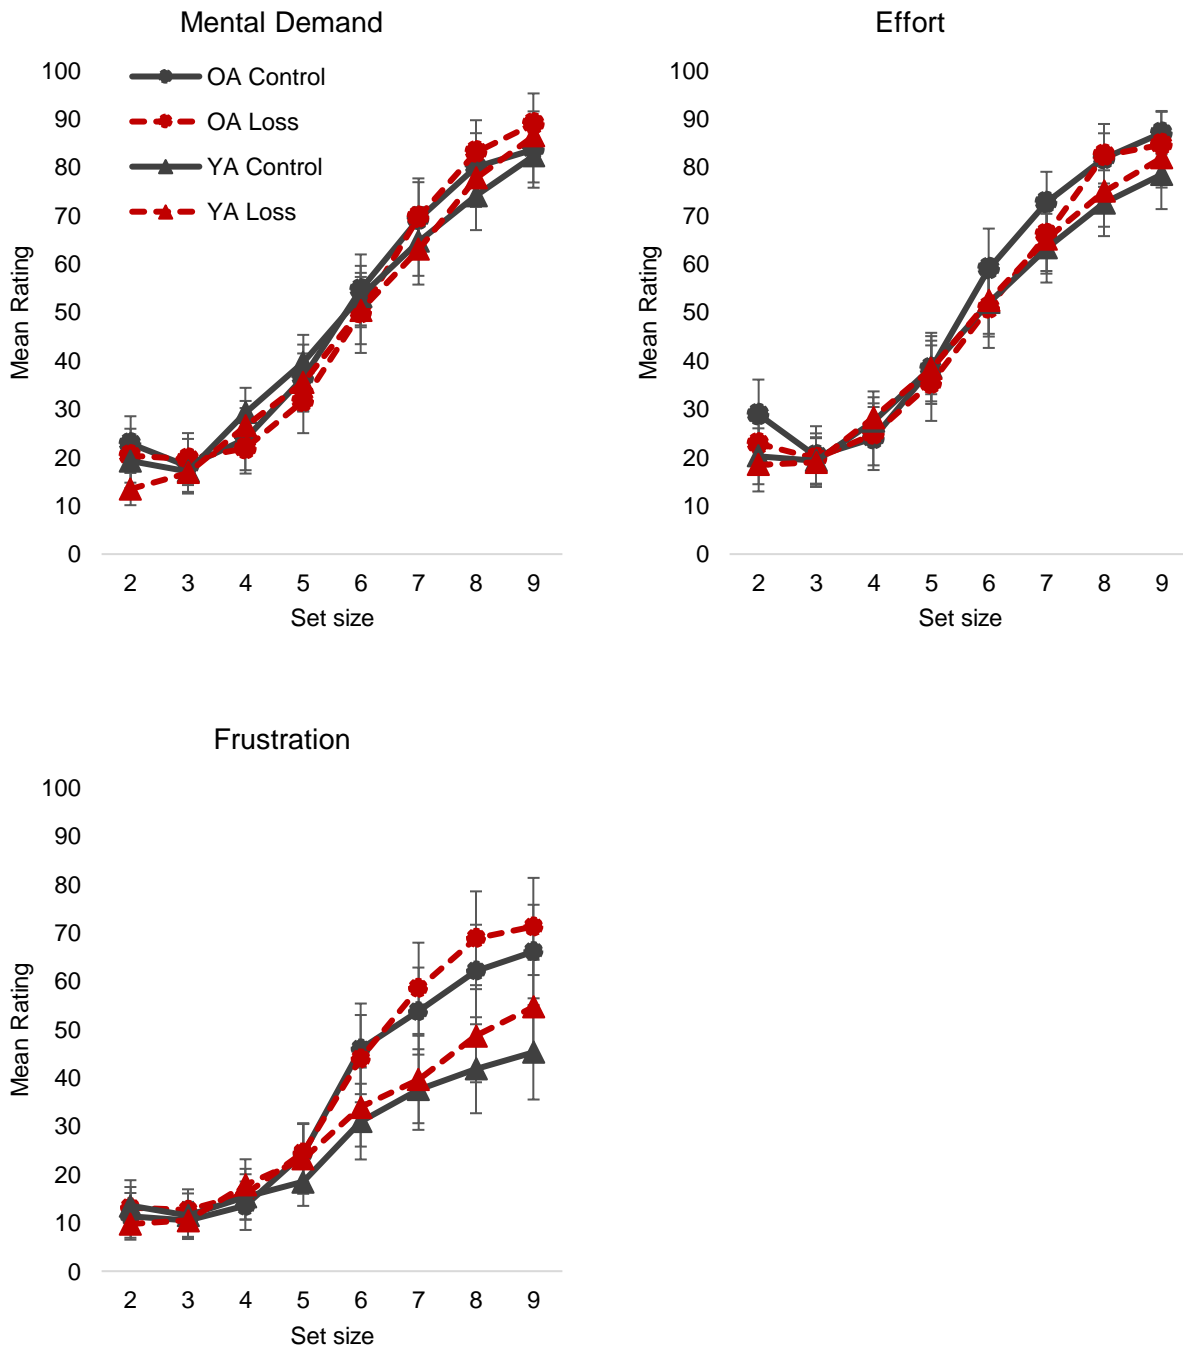 Mental Demand
100
90
80
70
60
50
40
30
20
10
0
Mean Rating
OA Control
OA Loss
YA Control
YA Loss
2 3 4 5 6 7 8 9
Set size
Effort
100
90
80
70
60
50
40
30
20
10
0
Mean Rating
2 3 4 5 6 7 8 9
Set size
Frustration
100
90
80
70
60
50
40
30
20
10
0
Mean Rating
2 3 4 5 6 7 8 9
Set size